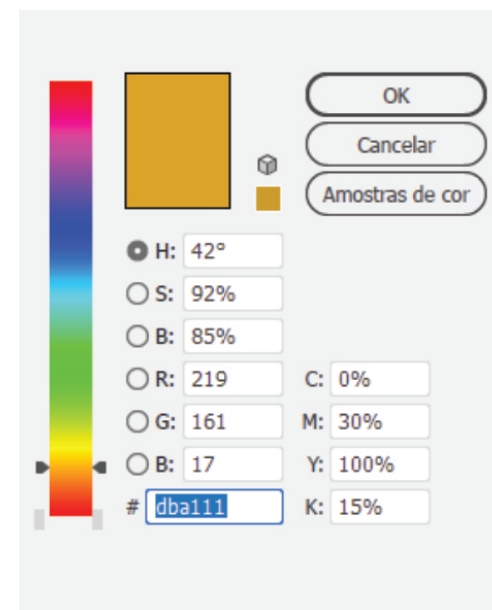 OK
Cancelar
Amostras de cor
H: 42°
S: 92%
B: 85%
R: 219 C: 0%
G: 161 M: 30%
B: 17 Y: 100%
# dba111 K: 15%